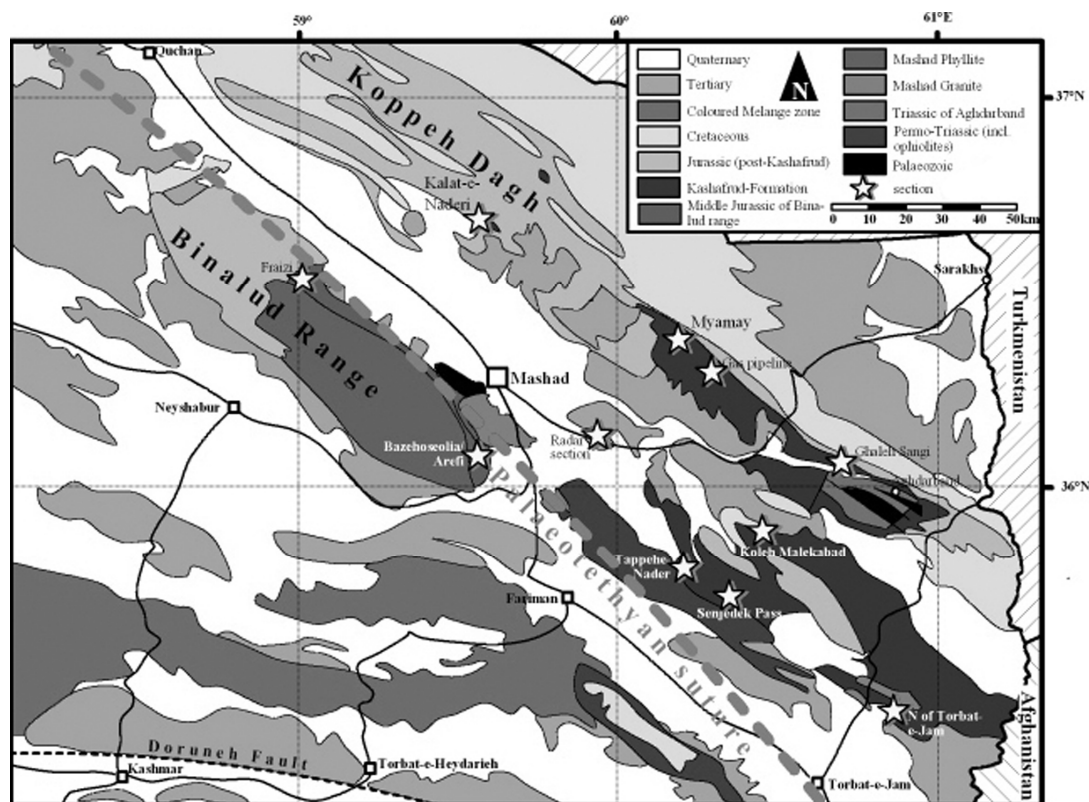 59°
60°
61°E
Quchan
Koppeh Dagh
37°N
N
Quaternary
Tertiary
Coloured Melange zone
Cretaceous
Jurassic (post-Kashafrud)
Kashafrud-Formation
Middle Jurassic of Bina-
lud range
Mashad Phyllite
Mashad Granite
Triassic of Aghdarband
Permo-Triassic (incl.
ophiolites)
Palaeozoic
section
0 10 20 30 40 50km
Kalat-e-
Naderi
Binalud Range
Fraizi
Sarakhs
Turkmenistan
Myamay
Gas pipeline
Mashad
Neyshabur
Bazehoseolia
Arefi
Radar
section
Ghaleh Sangi
Aghdarband
36°N
Palaeotethyan suture
Tappehe
Nader
Koleh Malekabad
Senjedek Pass
Fariman
N of Torbat-
e-Jam
Afghanistan
Doruneh Fault
Kashmar
Torbat-e-Heydarieh
Torbat-e-Jam